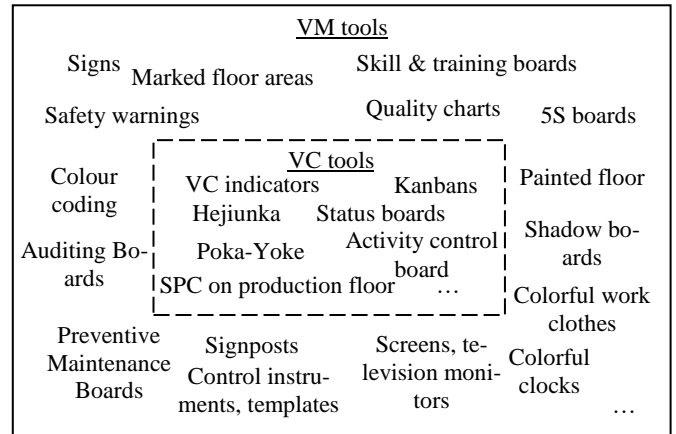 VM tools
Signs
Marked floor areas
Skill & training boards
Safety warnings
Quality charts
5S boards
VC tools
Colour
coding
VC indicators
Kanbans
Painted floor
Hejiunka
Status boards
Shadow bo-
ards
Auditing Bo-
ards
Poka-Yoke
Activity control
board
SPC on production floor
…
Colorful work
clothes
Preventive
Maintenance
Boards
Signposts
Control instru-
ments, templates
Screens, te-
levision moni-
tors
Colorful
clocks
…